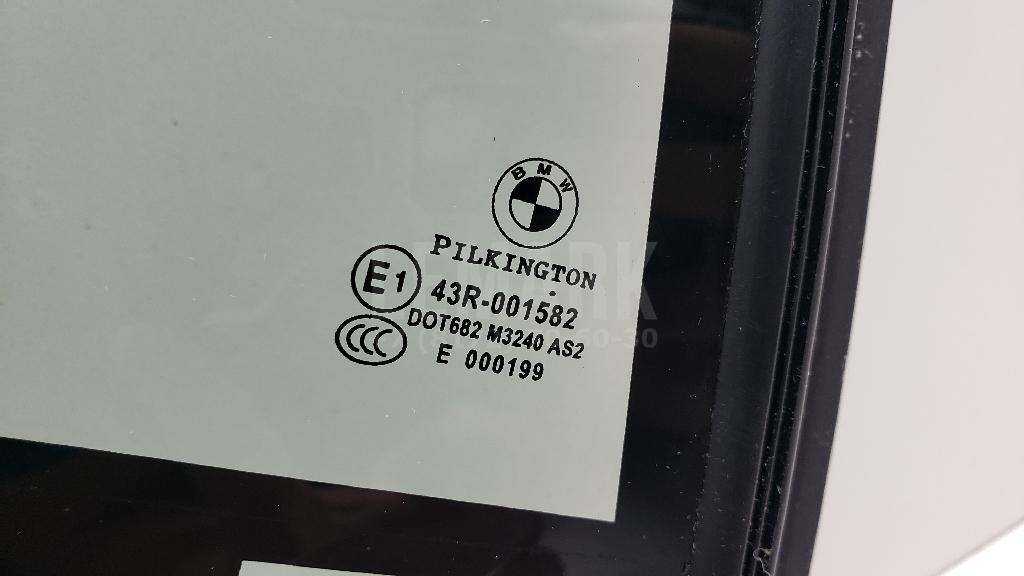 BMW
PILKINGTON
E1
43R-001582
CCC
DOT682 M3240 AS2
E 000199